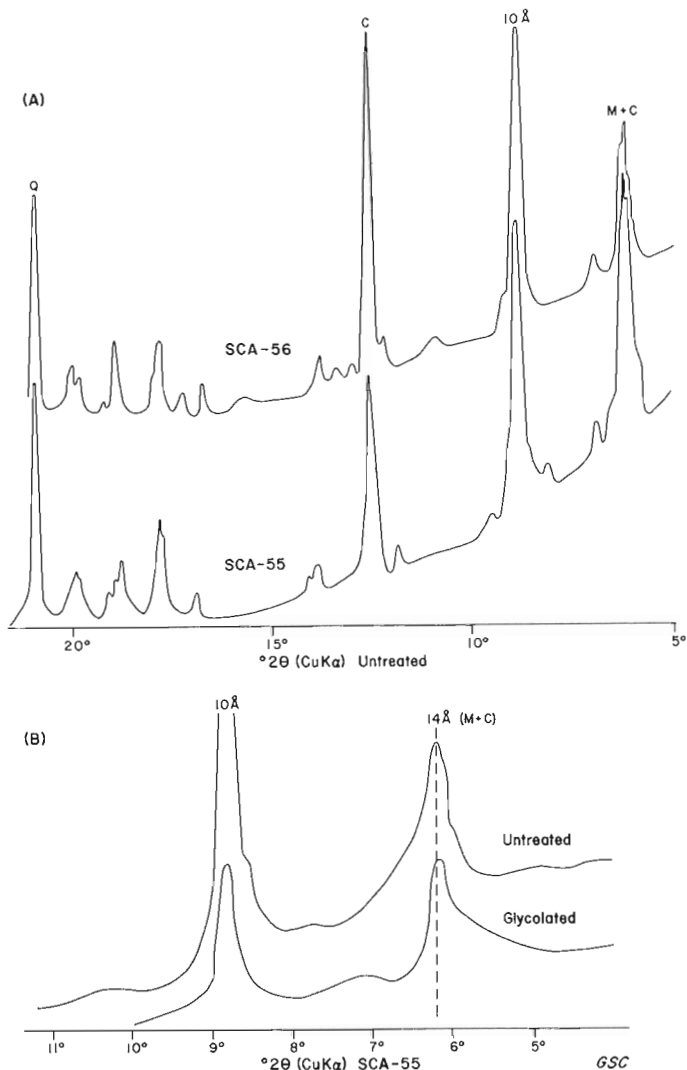 (A)
C
10 Å
M + C
Q
SCA-56
SCA-55
20° 15° 10° 5°
°2θ (CuKα) Untreated
(B)
10 Å
14 Å (M+C)
Untreated
Glycolated
11° 10° 9° 8° 7° 6° 5°
°2θ (CuKα) SCA-55
GSC